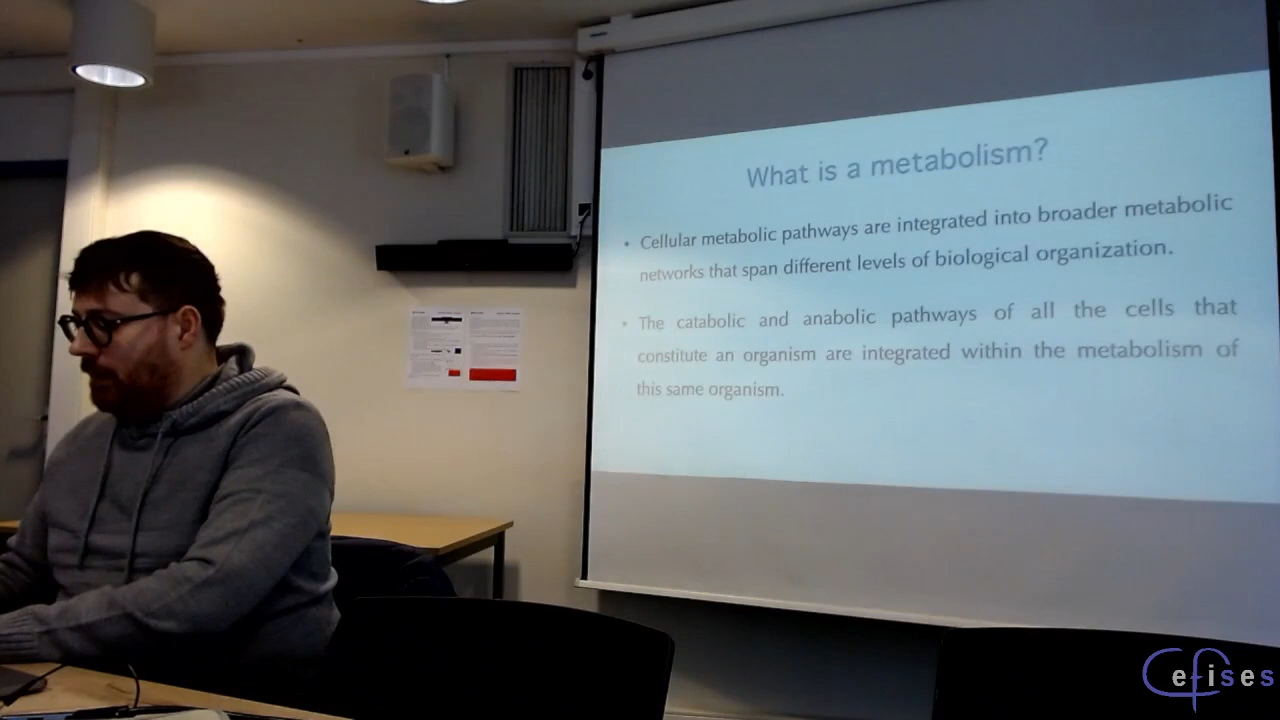 What is a metabolism?
• Cellular metabolic pathways are integrated into broader metabolic
networks that span different levels of biological organization.
• The catabolic and anabolic pathways of all the cells that
constitute an organism are integrated within the metabolism of
this same organism.
Cefises